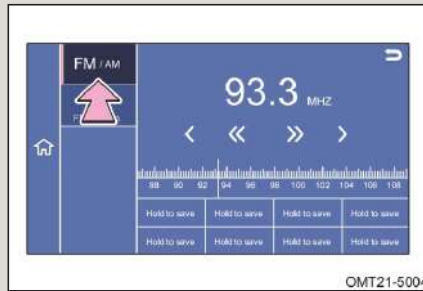 FM / AM
93.3 MHZ
88 90 92 94 96 98 100 102 104 106 108
Hold to save Hold to save Hold to save Hold to save
Hold to save Hold to save Hold to save Hold to save
OMT21-5004